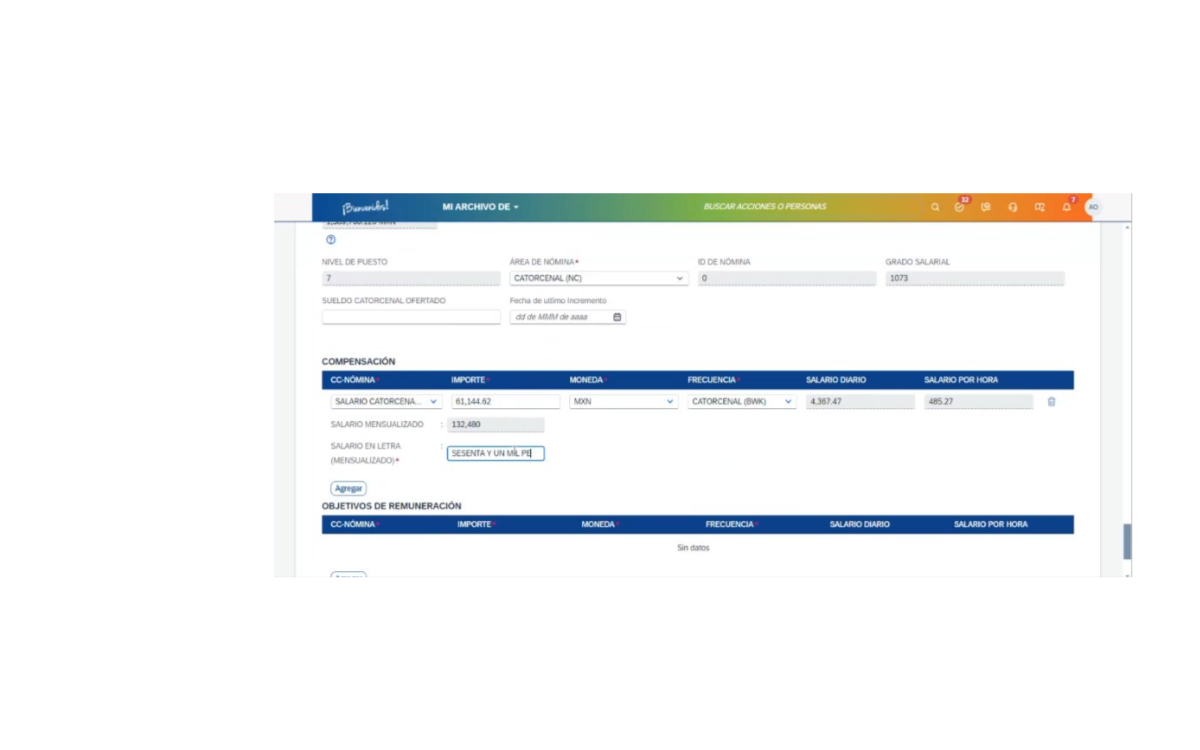 ¡Bienvenidos! MI ARCHIVO DE BUSCAR ACCIONES O PERSONAS 32 7 AO
NIVEL DE PUESTO ÁREA DE NÓMINA* ID DE NÓMINA GRADO SALARIAL
7 CATORCENAL (NC) 0 1073
SUELDO CATORCENAL OFERTADO Fecha de ultimo Incremento
dd de MMM de aaaa
COMPENSACIÓN
CC-NÓMINA* IMPORTE* MONEDA* FRECUENCIA* SALARIO DIARIO SALARIO POR HORA
SALARIO CATORCENA... 61,144.62 MXN CATORCENAL (BWK) 4,367.47 485.27
SALARIO MENSUALIZADO : 132,480
SALARIO EN LETRA :
(MENSUALIZADO)* SESENTA Y UN MIL PE
Agregar
OBJETIVOS DE REMUNERACIÓN
CC-NÓMINA* IMPORTE* MONEDA* FRECUENCIA* SALARIO DIARIO SALARIO POR HORA
Sin datos